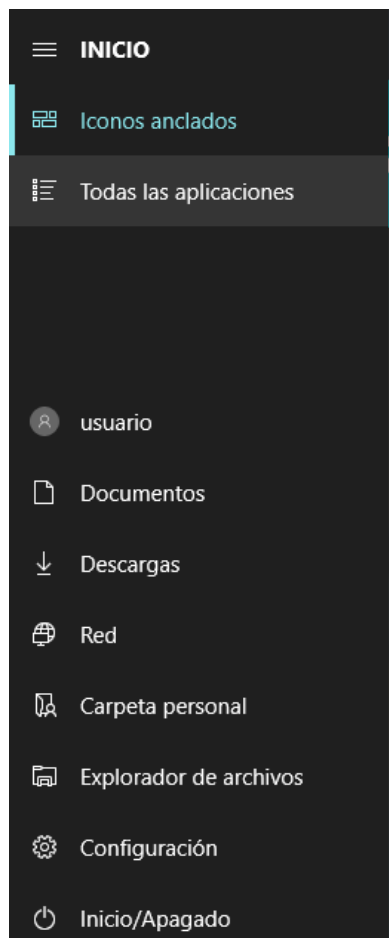 INICIO
Iconos anclados
Todas las aplicaciones
usuario
Documentos
Descargas
Red
Carpeta personal
Explorador de archivos
Configuración
Inicio/Apagado